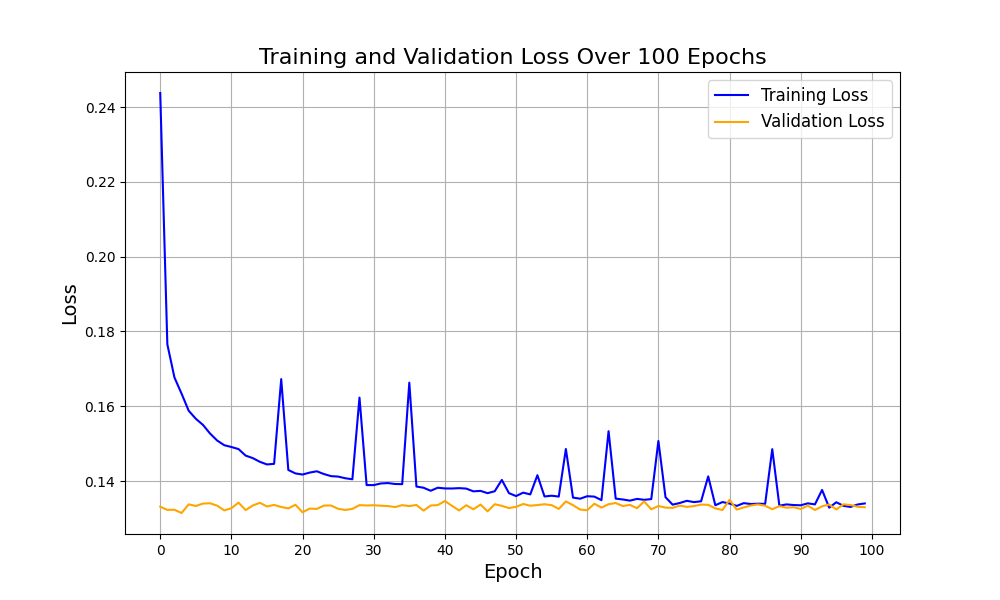 Training and Validation Loss Over 100 Epochs
Training Loss
Validation Loss
Loss
0.24
0.22
0.20
0.18
0.16
0.14
0 10 20 30 40 50 60 70 80 90 100
Epoch